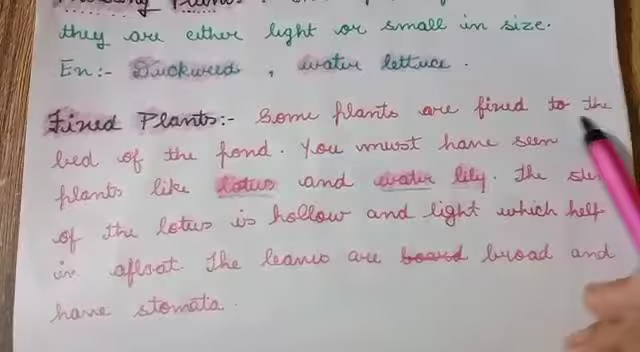 they are either light or small in size.
Ex:- Duckweed, water lettuce.
Fixed Plants:- Some plants are fixed to the
bed of the pond. You must have seen
plants like lotus and water lily. The
of the lotus is hollow and light which help
in afloat. The leaves are board broad and
have stomata.